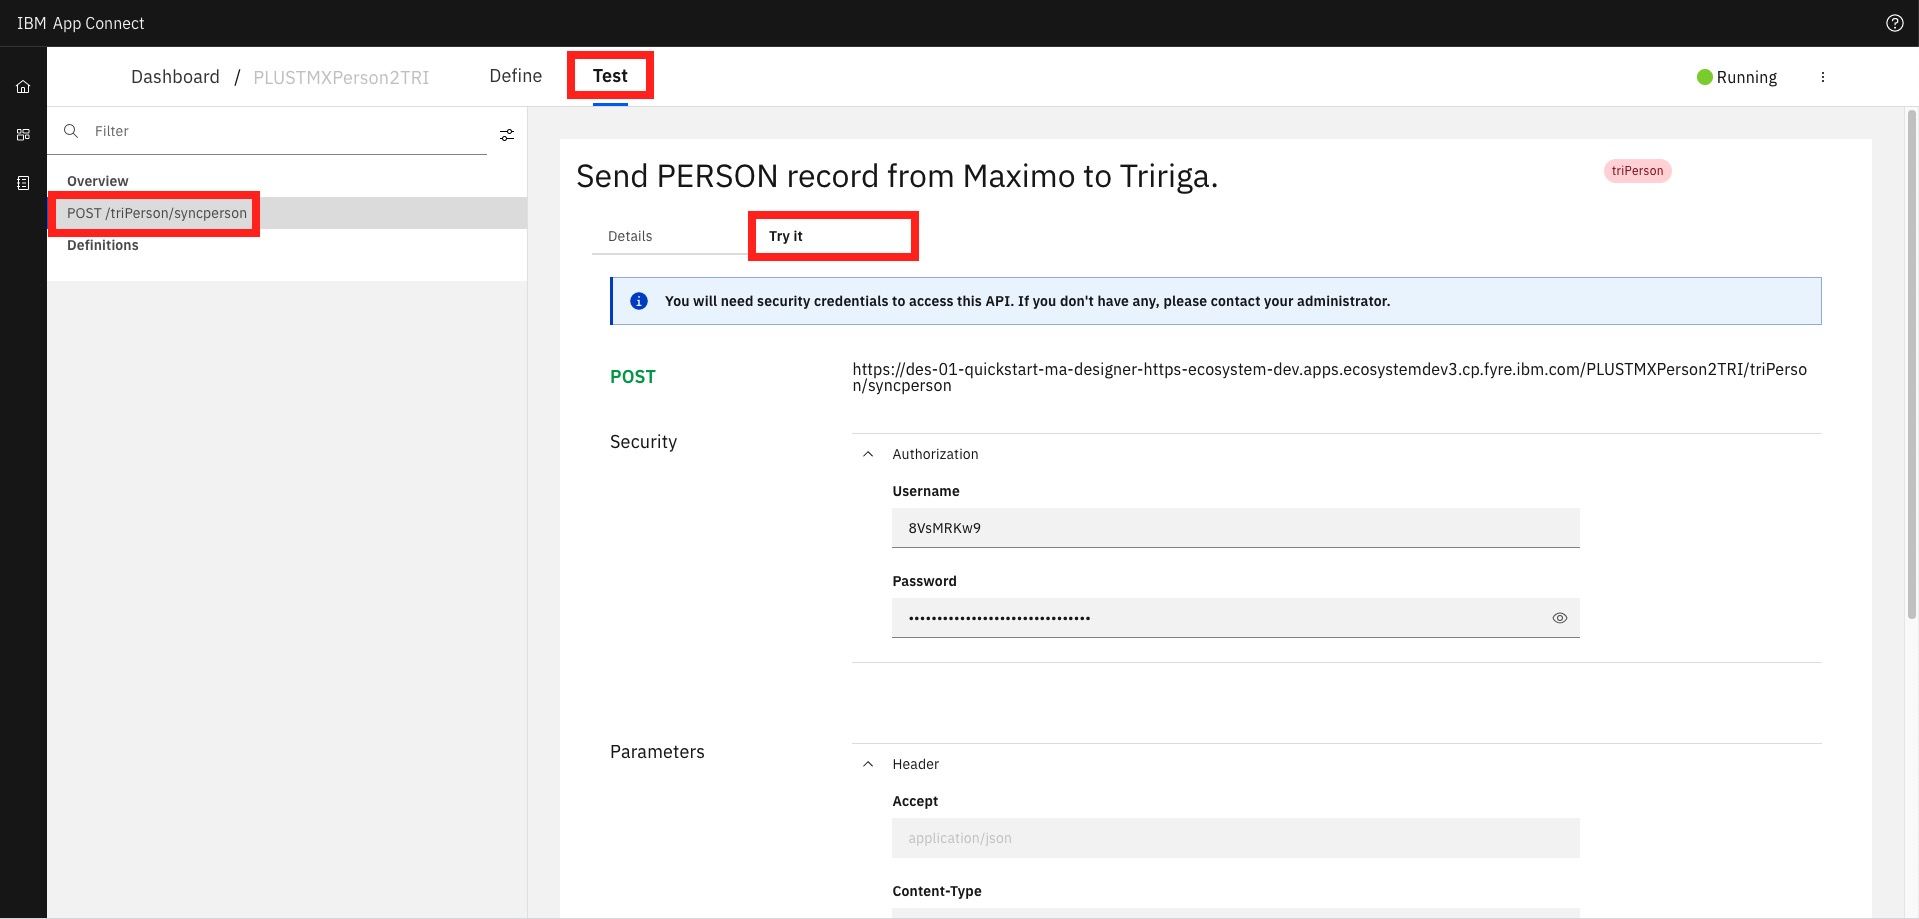 IBM App Connect
Dashboard / PLUSTMXPerson2TRI
Define
Test
Running
Filter
Overview
POST /triPerson/syncperson
Definitions
Send PERSON record from Maximo to Tririga.
triPerson
Details
Try it
You will need security credentials to access this API. If you don't have any, please contact your administrator.
POST
https://des-01-quickstart-ma-designer-https-ecosystem-dev.apps.ecosystemdev3.cp.fyre.ibm.com/PLUSTMXPerson2TRI/triPerso
n/syncperson
Security
Authorization
Username
8VsMRKw9
Password
••••••••••••••••••••••••••••••••
Parameters
Header
Accept
application/json
Content-Type